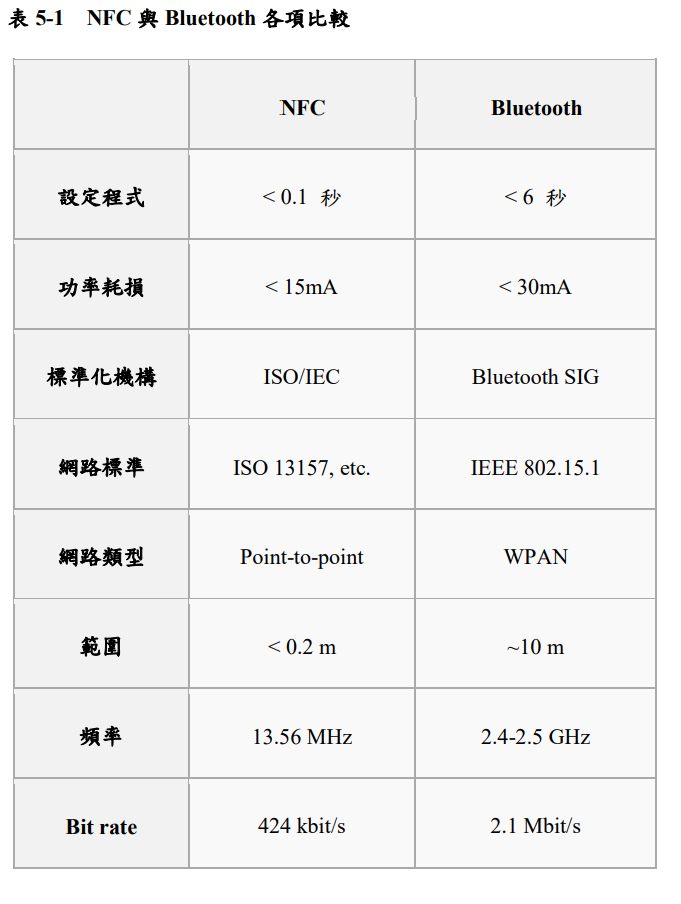 表 5-1 NFC 與 Bluetooth 各項比較
NFC Bluetooth
設定程式 < 0.1 秒 < 6 秒
功率耗損 < 15mA < 30mA
標準化機構 ISO/IEC Bluetooth SIG
網路標準 ISO 13157, etc. IEEE 802.15.1
網路類型 Point-to-point WPAN
範圍 < 0.2 m ~10 m
頻率 13.56 MHz 2.4-2.5 GHz
Bit rate 424 kbit/s 2.1 Mbit/s